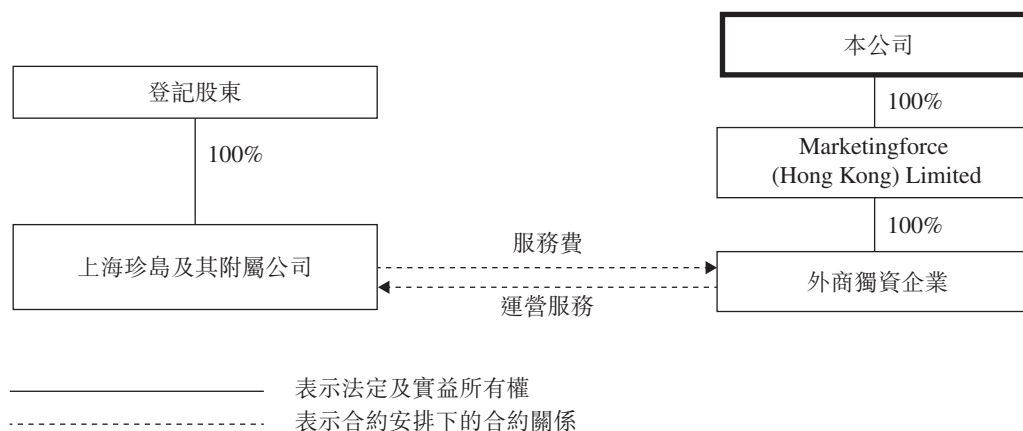 本公司
登記股東
100%
100%
Marketingforce
(Hong Kong) Limited
100%
服務費
上海珍島及其附屬公司
外商獨資企業
運營服務
表示法定及實益所有權
表示合約安排下的合約關係